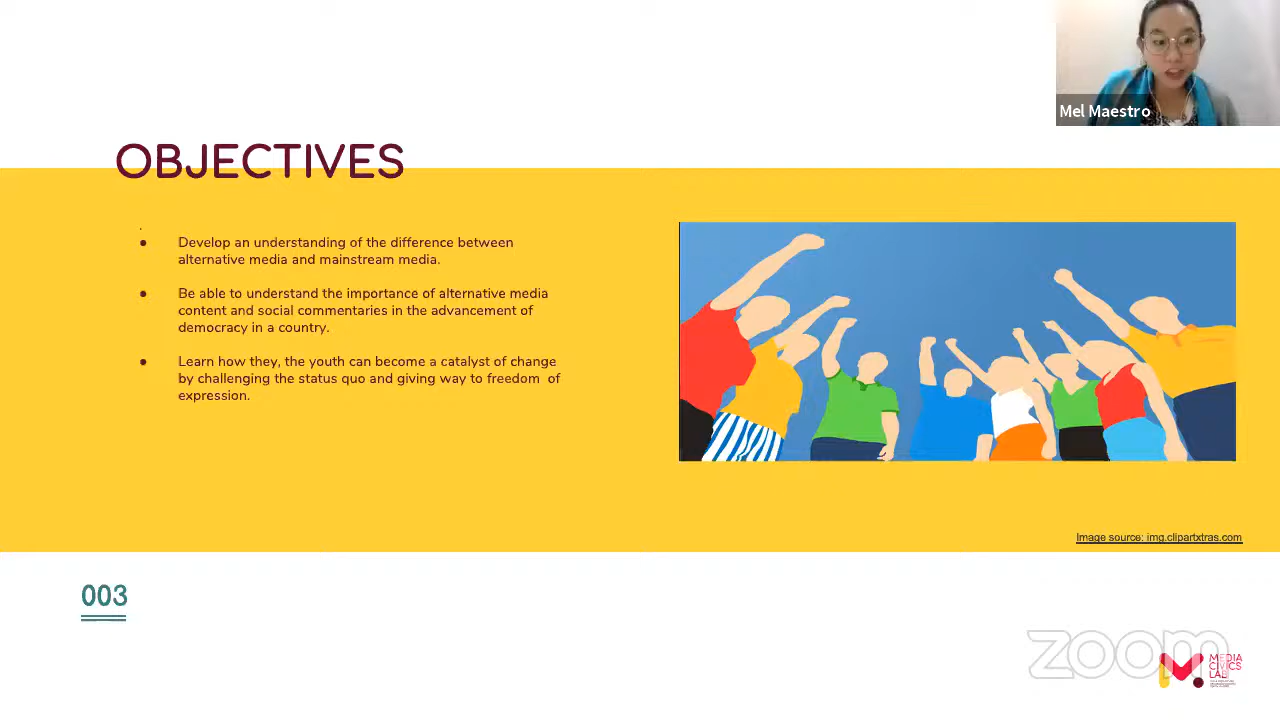 Mel Maestro
OBJECTIVES
● Develop an understanding of the difference between
alternative media and mainstream media.
● Be able to understand the importance of alternative media
content and social commentaries in the advancement of
democracy in a country.
● Learn how they, the youth can become a catalyst of change
by challenging the status quo and giving way to freedom of
expression.
Image source: img.clipartxtras.com
003
zoom
MEDIA
CIVICS
LAB